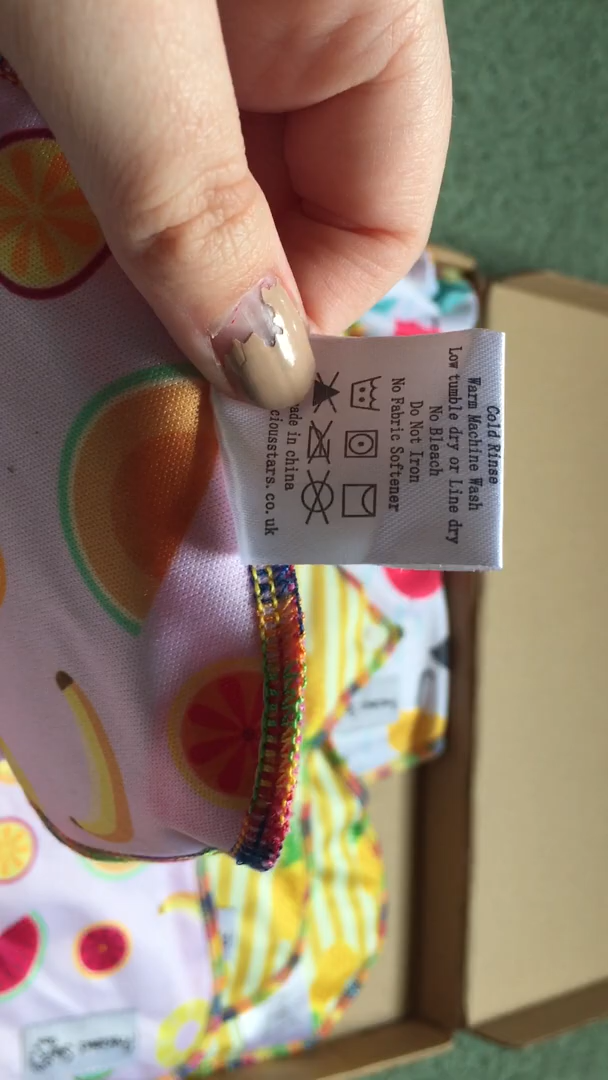 Cold Rinse
Warm Machine Wash
Low tumble dry or Line dry
No Bleach
Do Not Iron
No Fabric Softener
ade in china
ciousstars.co.uk